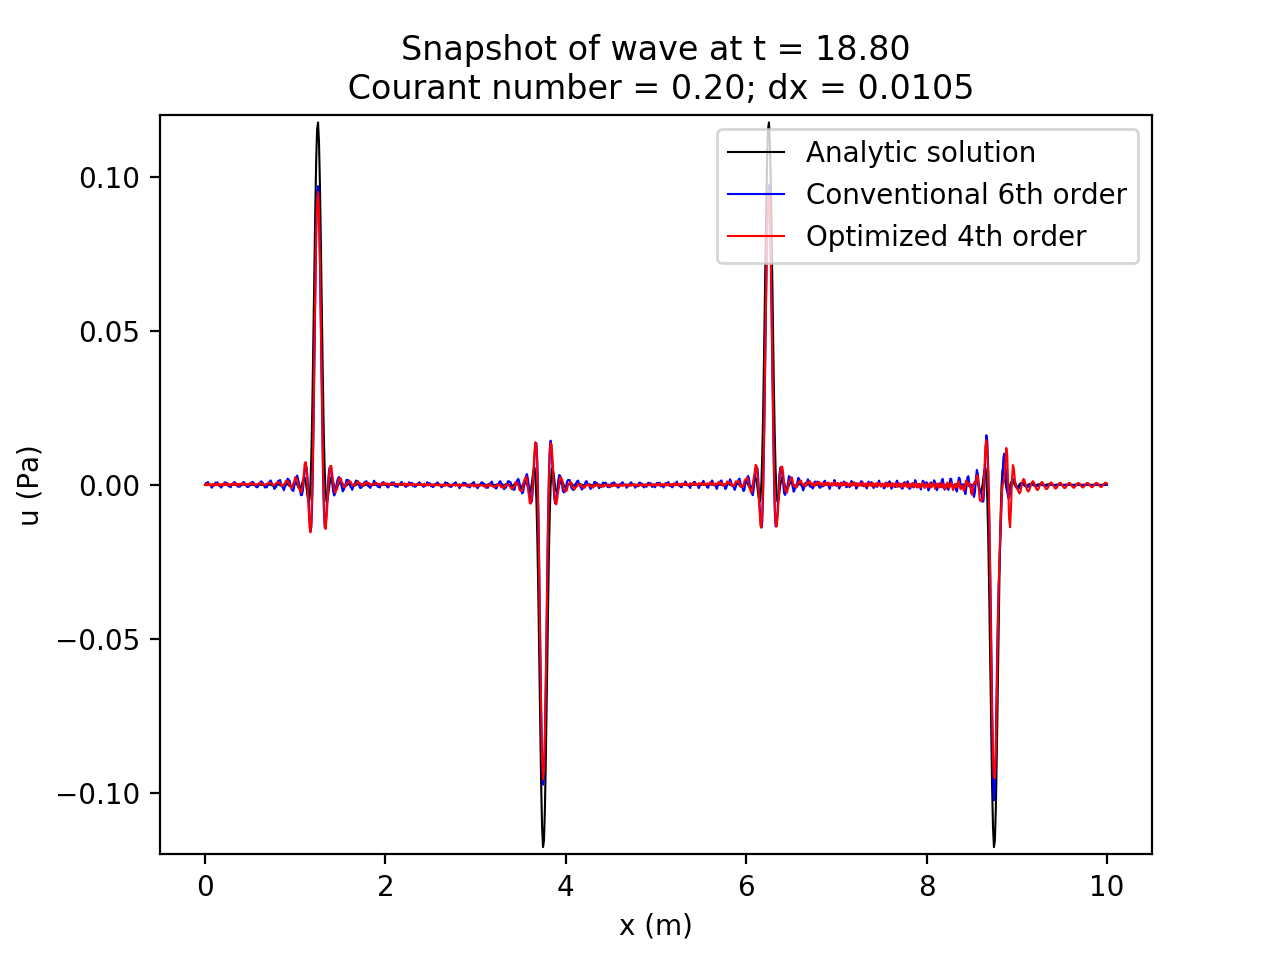 Snapshot of wave at t = 18.80
Courant number = 0.20; dx = 0.0105
Analytic solution
Conventional 6th order
Optimized 4th order
0.10
0.05
0.00
−0.05
−0.10
u (Pa)
0 2 4 6 8 10
x (m)